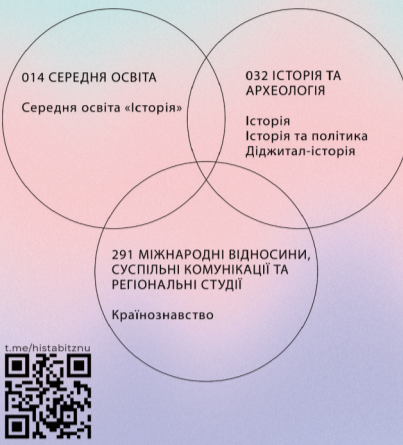 014 СЕРЕДНЯ ОСВІТА
Середня освіта «Історія»
032 ІСТОРІЯ ТА
АРХЕОЛОГІЯ
Історія
Історія та політика
Діджитал-історія
291 МІЖНАРОДНІ ВІДНОСИНИ,
СУСПІЛЬНІ КОМУНІКАЦІЇ ТА
РЕГІОНАЛЬНІ СТУДІЇ
Країнознавство
t.me/histabitznu